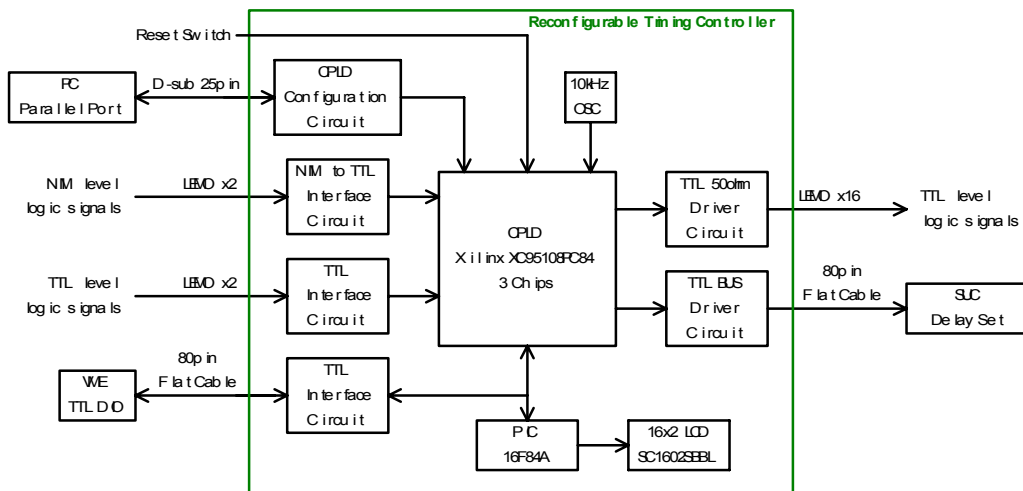 Reconfigurable Timing Controller
Reset Switch
PC
Parallel Port
D-sub 25pin
CPLD
Configuration
Circuit
10kHz
OSC
NIM level
logic signals
LEMO x2
NIM to TTL
Interface
Circuit
CPLD
Xilinx XC95108PC84
3 Chips
TTL 50ohm
Driver
Circuit
LEMO x16
TTL level
logic signals
TTL level
logic signals
LEMO x2
TTL
Interface
Circuit
TTL BUS
Driver
Circuit
80pin
Flat Cable
SUC
Delay Set
VME
TTL DIO
80pin
Flat Cable
TTL
Interface
Circuit
PIC
16F84A
16x2 LCD
SC1602SBBL